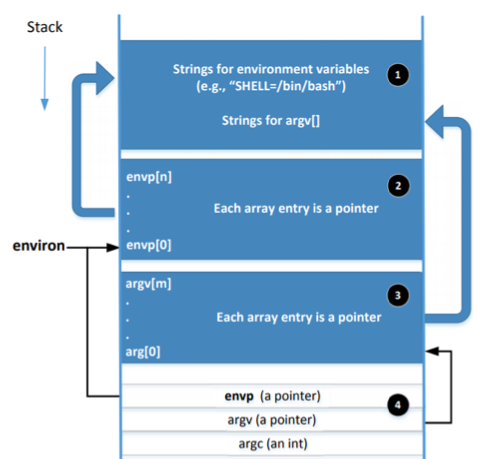 Stack
Strings for environment variables
(e.g., “SHELL=/bin/bash”)
1
Strings for argv[]
envp[n]
.
.
.
envp[0]
2
Each array entry is a pointer
environ
argv[m]
.
.
.
arg[0]
3
Each array entry is a pointer
envp (a pointer)
4
argv (a pointer)
argc (an int)